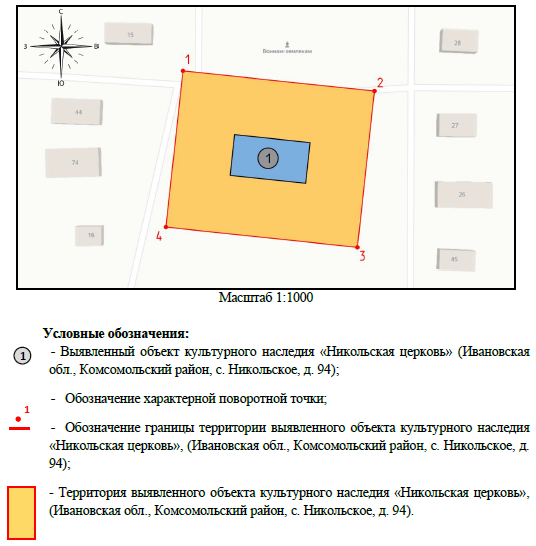 С
З
В
Ю
15
Воинам землякам
28
1
2
44
27
74
1
26
16
4
3
45
Масштаб 1:1000
Условные обозначения:
1
- Выявленный объект культурного наследия «Никольская церковь» (Ивановская
обл., Комсомольский район, с. Никольское, д. 94);
- Обозначение характерной поворотной точки;
1
- Обозначение границы территории выявленного объекта культурного наследия
«Никольская церковь», (Ивановская обл., Комсомольский район, с. Никольское, д.
94);
- Территория выявленного объекта культурного наследия «Никольская церковь»,
(Ивановская обл., Комсомольский район, с. Никольское, д. 94).